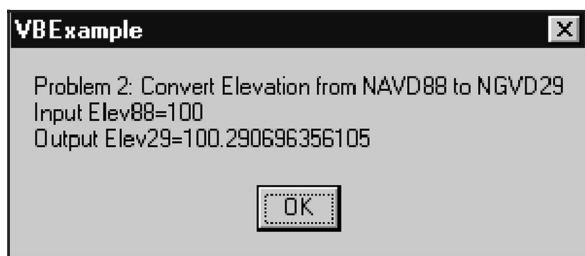 VBExample
Problem 2: Convert Elevation from NAVD88 to NGVD29
Input Elev88=100
Output Elev29=100.290696356105
OK